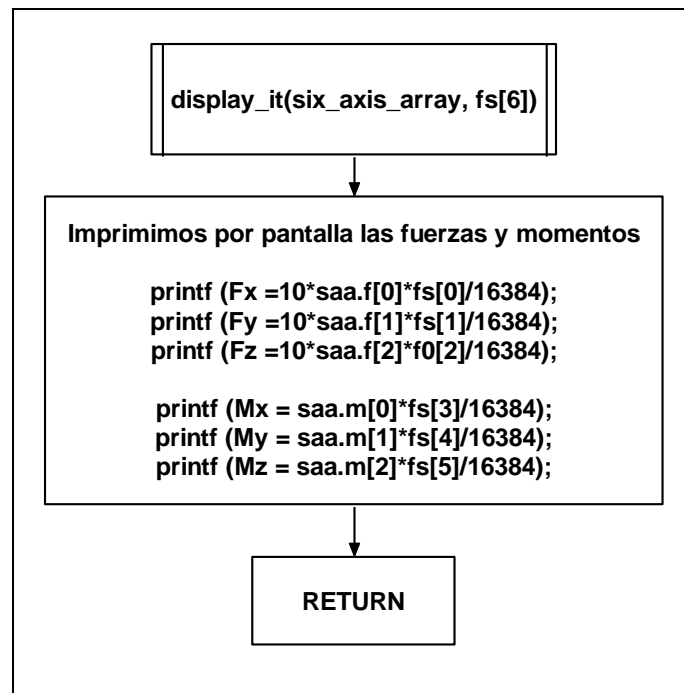 display_it(six_axis_array, fs[6])
Imprimimos por pantalla las fuerzas y momentos
printf (Fx =10*saa.f[0]*fs[0]/16384);
printf (Fy =10*saa.f[1]*fs[1]/16384);
printf (Fz =10*saa.f[2]*f0[2]/16384);
printf (Mx = saa.m[0]*fs[3]/16384);
printf (My = saa.m[1]*fs[4]/16384);
printf (Mz = saa.m[2]*fs[5]/16384);
RETURN